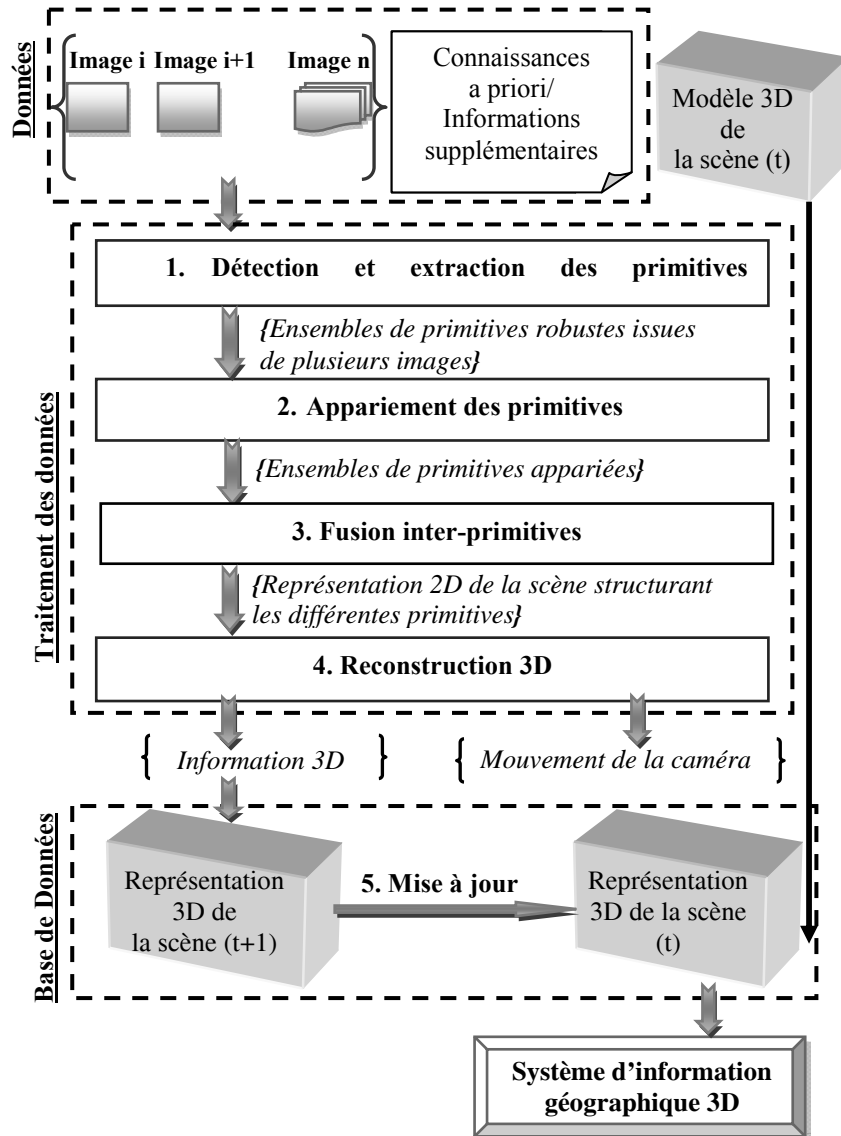 Données
Image i Image i+1 Image n
Connaissances
a priori/
Informations
supplémentaires
Modèle 3D
de
la scène (t)
Traitement des données
1. Détection et extraction des primitives
{Ensembles de primitives robustes issues
de plusieurs images}
2. Appariement des primitives
{Ensembles de primitives appariées}
3. Fusion inter-primitives
{Représentation 2D de la scène structurant
les différentes primitives}
4. Reconstruction 3D
{ Information 3D }
{ Mouvement de la caméra }
Base de Données
Représentation
3D de
la scène (t+1)
5. Mise à jour
Représentation
3D de la scène
(t)
Système d’information
géographique 3D